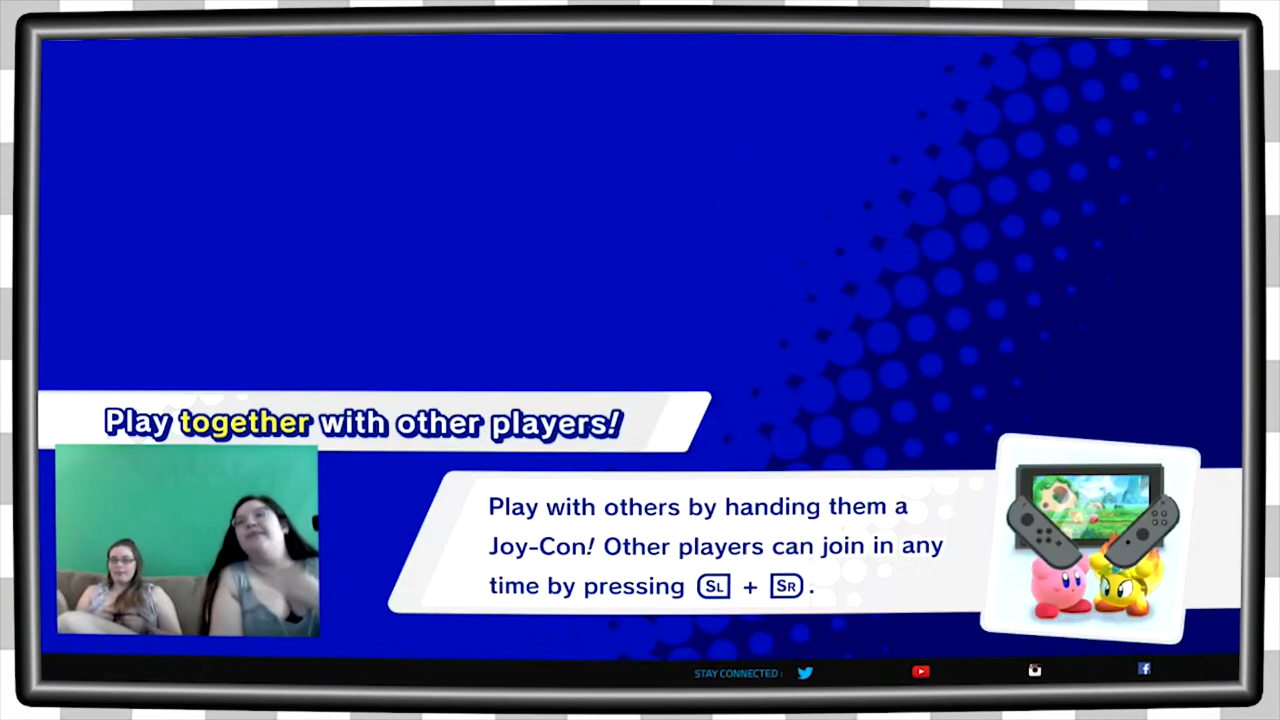 Play together with other players!
Play with others by handing them a
Joy-Con! Other players can join in any
time by pressing SL + SR .
STAY CONNECTED :